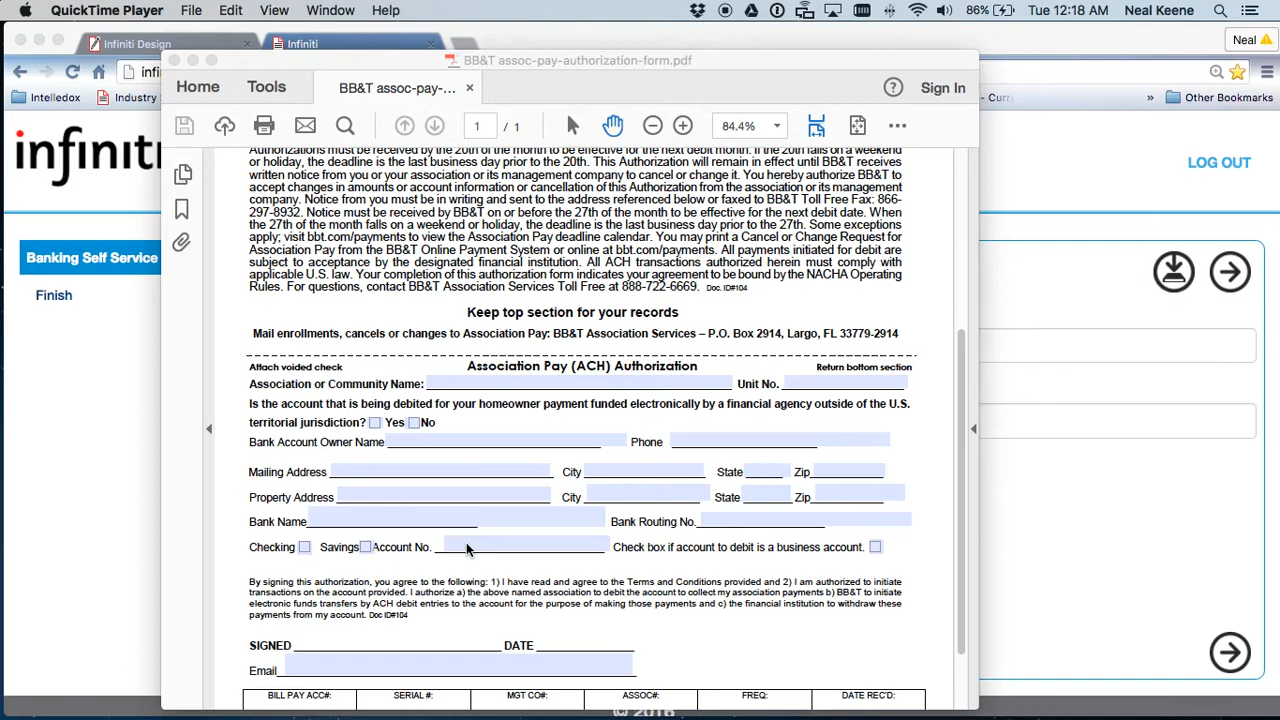 QuickTime Player File Edit View Window Help 86% Tue 12:18 AM Neal Keene
Infiniti Design × Infiniti × Neal
infi
Intelledox Industry Curr » Other Bookmarks
BB&T assoc-pay-authorization-form.pdf
Home Tools BB&T assoc-pay-... × Sign In
1 / 1 84.4%
infiniti
LOG OUT
Banking Self Service
Finish
Authorizations must be received by the 20th of the month to be effective for the next debit month. If the 20th falls on a weekend
or holiday, the deadline is the last business day prior to the 20th. This Authorization will remain in effect until BB&T receives
written notice from you or your association or its management company to cancel or change it. You hereby authorize BB&T to
accept changes in amounts or account information or cancellation of this Authorization from the association or its management
company. Notice from you must be in writing and sent to the address referenced below or faxed to BB&T Toll Free Fax: 866-
297-8932. Notice must be received by BB&T on or before the 27th of the month to be effective for the next debit date. When
the 27th of the month falls on a weekend or holiday, the deadline is the last business day prior to the 27th. Some exceptions
apply; visit bbt.com/payments to view the Association Pay deadline calendar. You may print a Cancel or Change Request for
Association Pay from the BB&T Online Payment System or online at bbt.com/payments. All payments initiated for debit are
subject to acceptance by the designated financial institution. All ACH transactions authorized herein must comply with
applicable U.S. law. Your completion of this authorization form indicates your agreement to be bound by the NACHA Operating
Rules. For questions, contact BB&T Association Services Toll Free at 888-722-6669. Doc. ID#104
Keep top section for your records
Mail enrollments, cancels or changes to Association Pay: BB&T Association Services – P.O. Box 2914, Largo, FL 33779-2914
Attach voided check Association Pay (ACH) Authorization Return bottom section
Association or Community Name: Unit No.
Is the account that is being debited for your homeowner payment funded electronically by a financial agency outside of the U.S.
territorial jurisdiction? Yes No
Bank Account Owner Name Phone
Mailing Address City State Zip
Property Address City State Zip
Bank Name Bank Routing No.
Checking Savings Account No. Check box if account to debit is a business account.
By signing this authorization, you agree to the following: 1) I have read and agree to the Terms and Conditions provided and 2) I am authorized to initiate
transactions on the account provided. I authorize a) the above named association to debit the account to collect my association payments b) BB&T to initiate
electronic funds transfers by ACH debit entries to the account for the purpose of making those payments and c) the financial institution to withdraw these
payments from my account. Doc ID#104
SIGNED DATE
Email
BILL PAY ACC#: SERIAL #: MGT CO#: ASSOC#: FREQ: DATE REC'D:
© 2016